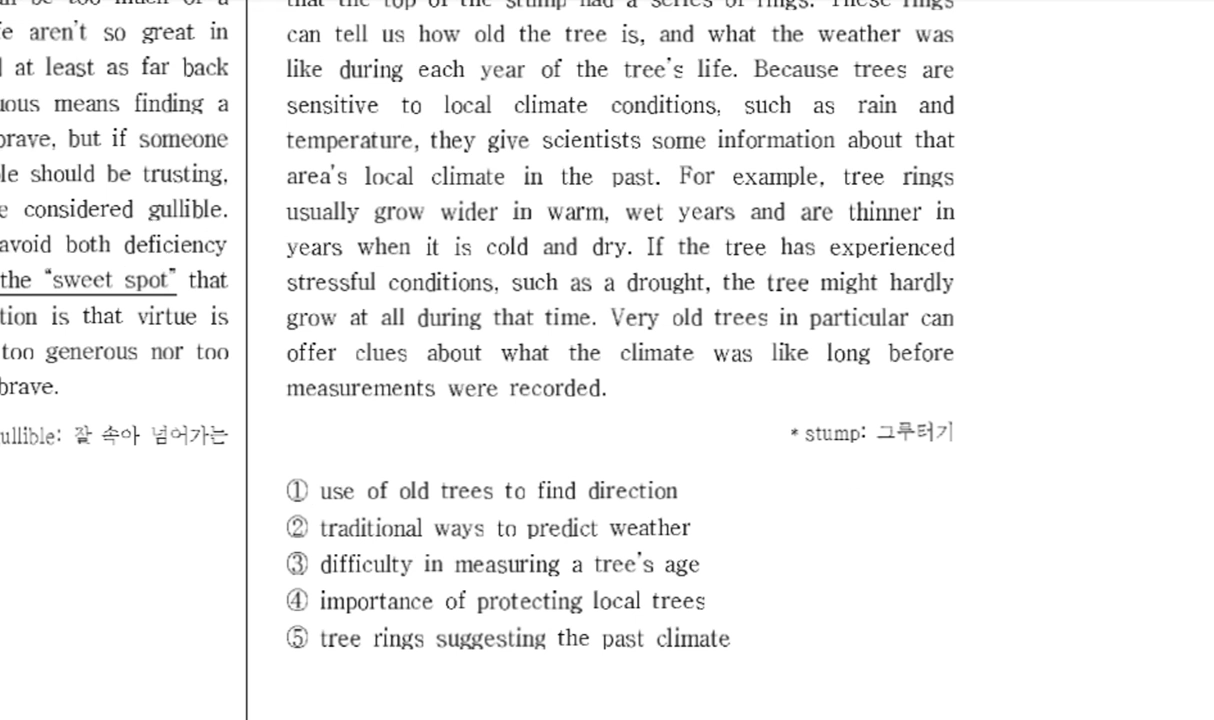 e aren't so great in
at least as far back
uous means finding a
brave, but if someone
le should be trusting,
e considered gullible.
avoid both deficiency
the "sweet spot" that
tion is that virtue is
too generous nor too
brave.
ullible: 잘 속아 넘어가는
that the top of the stump had a series of rings. These rings
can tell us how old the tree is, and what the weather was
like during each year of the tree's life. Because trees are
sensitive to local climate conditions, such as rain and
temperature, they give scientists some information about that
area's local climate in the past. For example, tree rings
usually grow wider in warm, wet years and are thinner in
years when it is cold and dry. If the tree has experienced
stressful conditions, such as a drought, the tree might hardly
grow at all during that time. Very old trees in particular can
offer clues about what the climate was like long before
measurements were recorded.
* stump: 그루터기
① use of old trees to find direction
② traditional ways to predict weather
③ difficulty in measuring a tree's age
④ importance of protecting local trees
⑤ tree rings suggesting the past climate